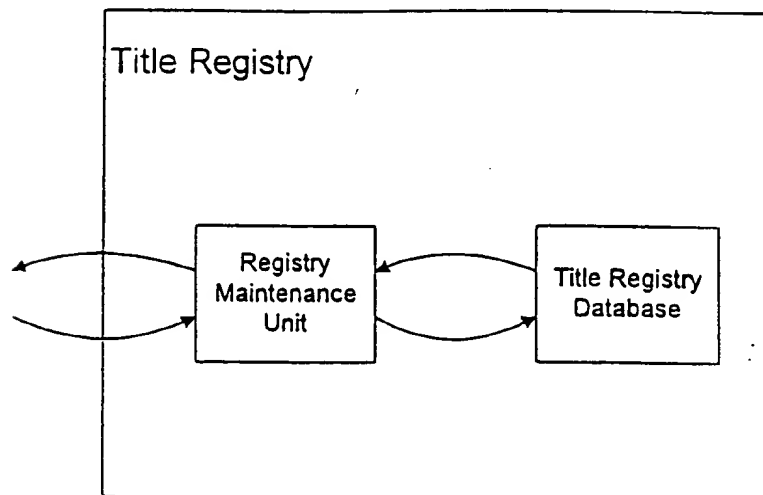 Title Registry
Registry
Maintenance
Unit
Title Registry
Database